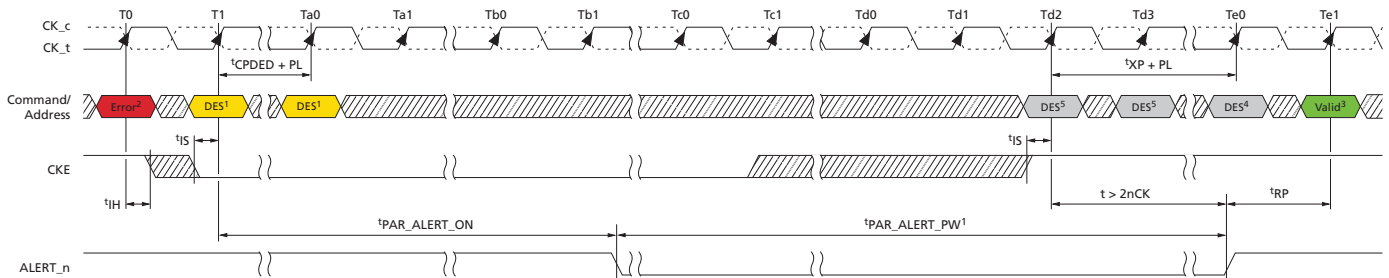 T0 T1 Ta0 Ta1 Tb0 Tb1 Tc0 Tc1 Td0 Td1 Td2 Td3 Te0 Te1
CK_c
CK_t
tCPDED + PL tXP + PL
Command/
Address
Error2 DES1 DES1 DES5 DES5 DES4 Valid3
tIS tIS
CKE
tIH t > 2nCK tRP
tPAR_ALERT_ON tPAR_ALERT_PW1
ALERT_n